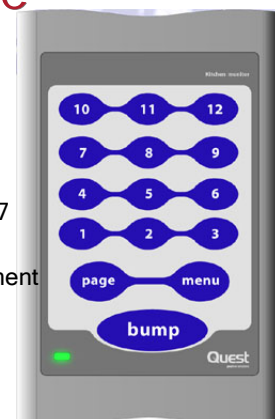 C
Kitchen monitor
10 11 12
7 8 9
7
4 5 6
1 2 3
ment
page menu
bump
Quest